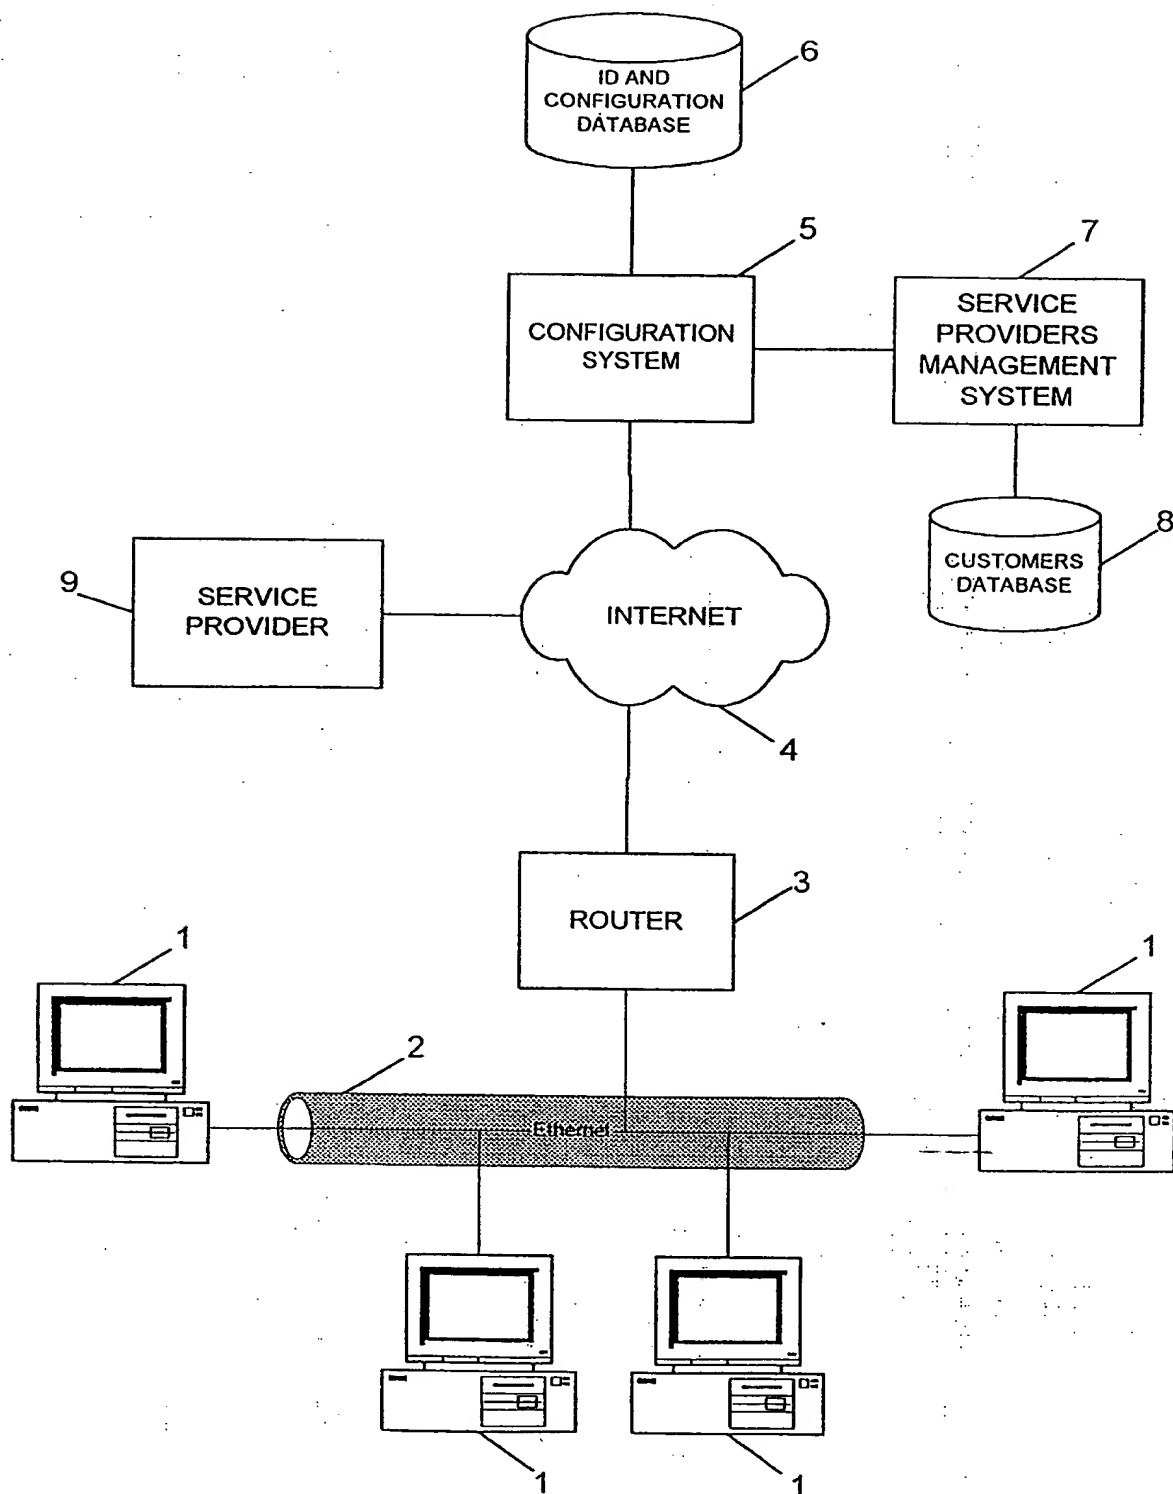 6
ID AND
CONFIGURATION
DATABASE
5
7
CONFIGURATION
SYSTEM
SERVICE
PROVIDERS
MANAGEMENT
SYSTEM
8
CUSTOMERS
DATABASE
9
SERVICE
PROVIDER
INTERNET
4
3
ROUTER
1
1
2
Ethernet
1
1